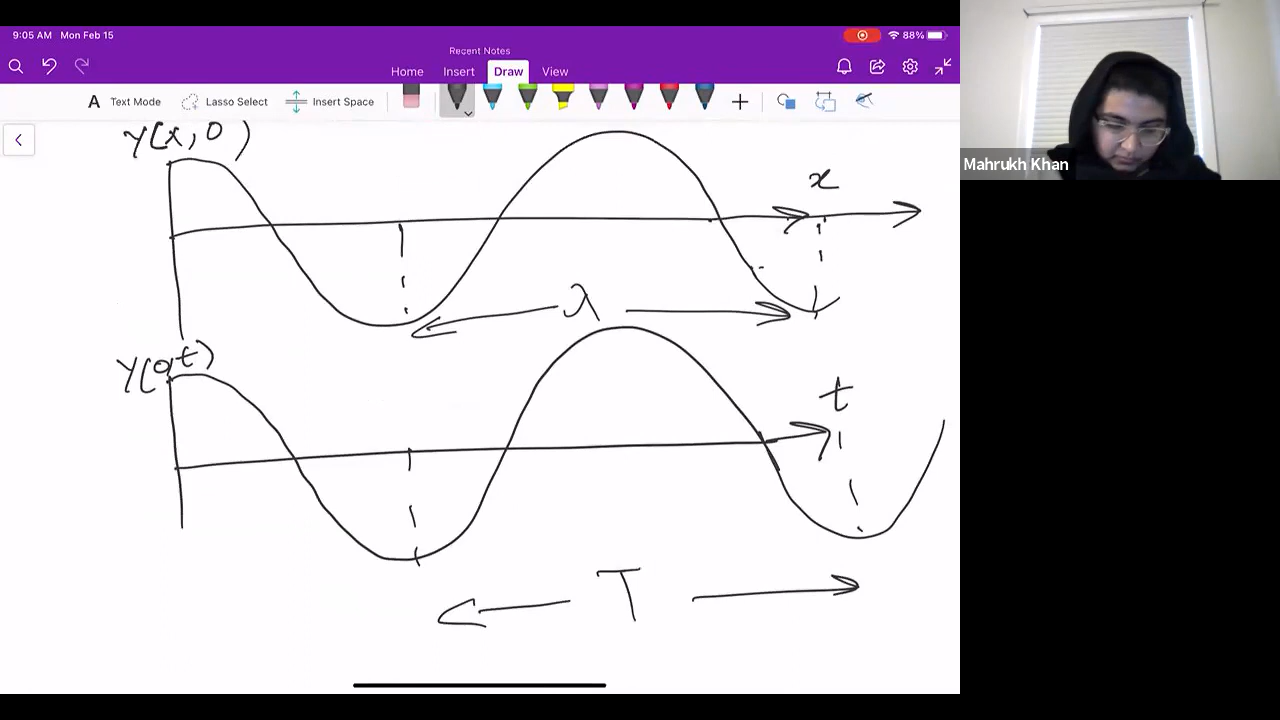 9:05 AM Mon Feb 15
88%
Recent Notes
Home Insert Draw View
Text Mode Lasso Select Insert Space
Mahrukh Khan
y(x, 0)
x
λ
y(0,t)
t
T